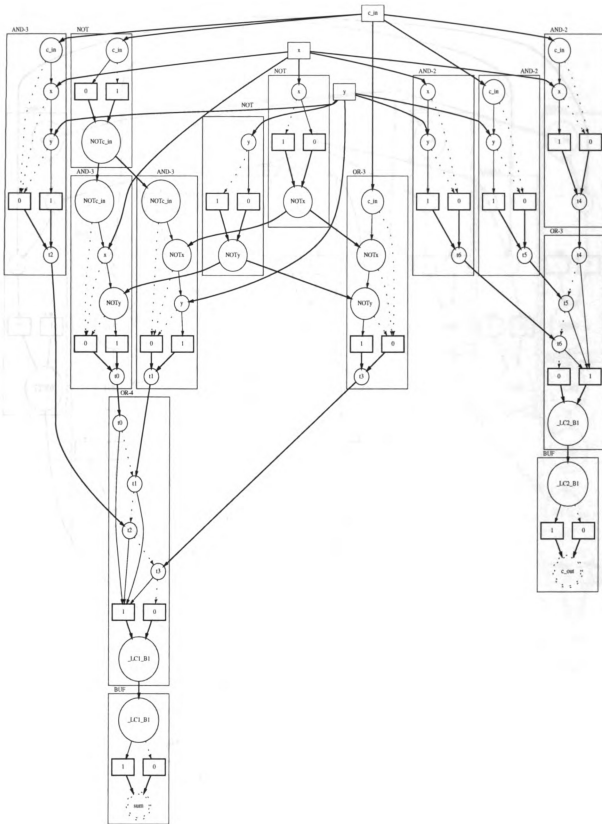 c_in
AND-3
NOT
AND-2
c_in
c_in
x
c_in
NOT
AND-2
AND-2
x
0
1
x
y
x
c_in
x
NOT
y
NOTc_in
y
1
0
y
y
1
0
AND-3
AND-3
OR-3
0
1
NOTc_in
NOTc_in
1
0
NOTx
c_in
1
0
1
0
t4
OR-3
t2
x
NOTx
NOTy
NOTx
t6
t5
t4
NOTy
y
NOTy
t5
0
1
0
1
1
0
t6
t0
t1
t3
0
1
OR-4
t0
_LC2_B1
BUF
t1
_LC2_B1
t2
1
0
t3
c_out
1
0
_LC1_B1
BUF
_LC1_B1
1
0
sum